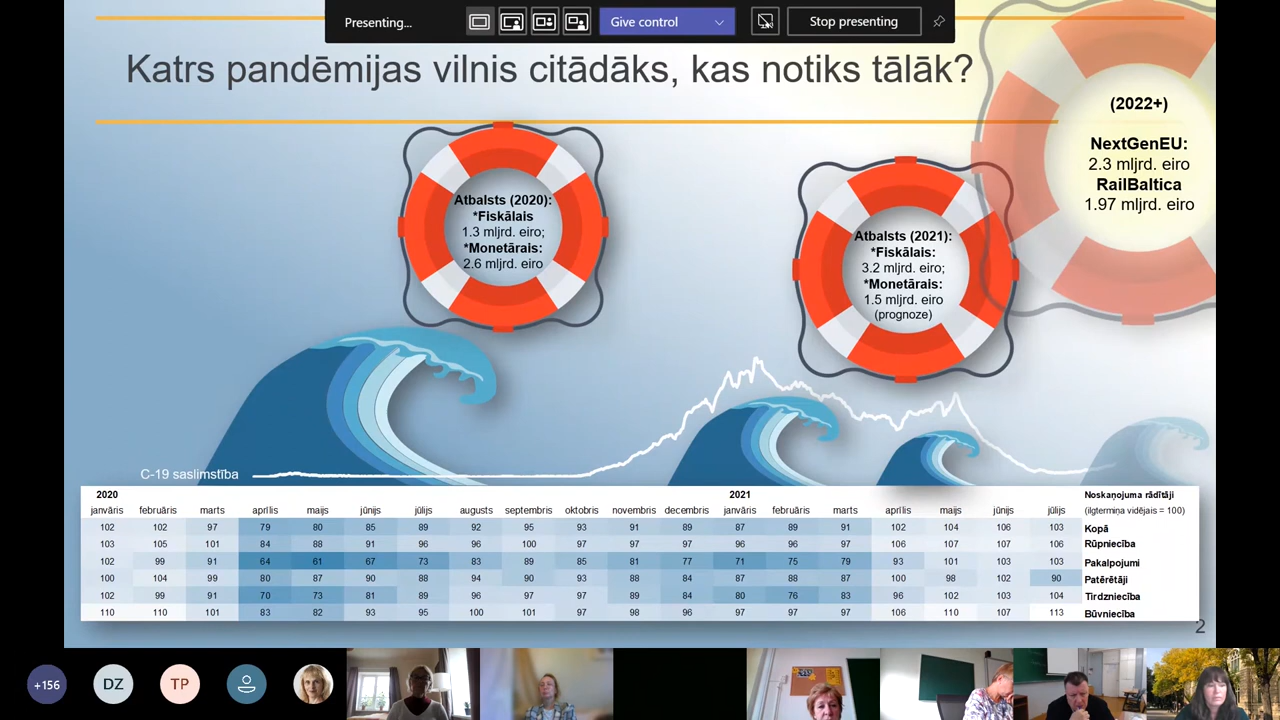 Presenting...
Give control
Stop presenting
Katrs pandēmijas vilnis citādāks, kas notiks tālāk?
(2022+)
NextGenEU:
2.3 mljrd. eiro
RailBaltica
1.97 mljrd. eiro
Atbalsts (2020):
*Fiskālais
1.3 mljrd. eiro;
*Monetārais:
2.6 mljrd. eiro
Atbalsts (2021):
*Fiskālais:
3.2 mljrd. eiro;
*Monetārais:
1.5 mljrd. eiro
(prognoze)
C-19 saslimstība
2020 2021 Noskaņojuma rādītāji
janvāris februāris marts aprīlis maijs jūnijs jūlijs augusts septembris oktobris novembris decembris janvāris februāris marts aprīlis maijs jūnijs jūlijs (ilgtermiņa vidējais = 100)
102 102 97 79 80 85 89 92 95 93 91 89 87 89 91 102 104 106 103 Kopā
103 105 101 84 88 91 96 96 100 97 97 97 96 96 97 106 107 107 106 Rūpniecība
102 99 91 64 61 67 73 83 89 85 81 77 71 75 79 93 101 103 103 Pakalpojumi
100 104 99 80 87 90 88 94 90 93 88 84 87 88 87 100 98 102 90 Patērētāji
102 99 91 70 73 81 89 96 97 97 89 84 80 76 83 96 102 103 104 Tirdzniecība
110 110 101 83 82 93 95 100 101 97 98 96 97 97 97 106 110 107 113 Būvniecība
2
+156
DZ
TP